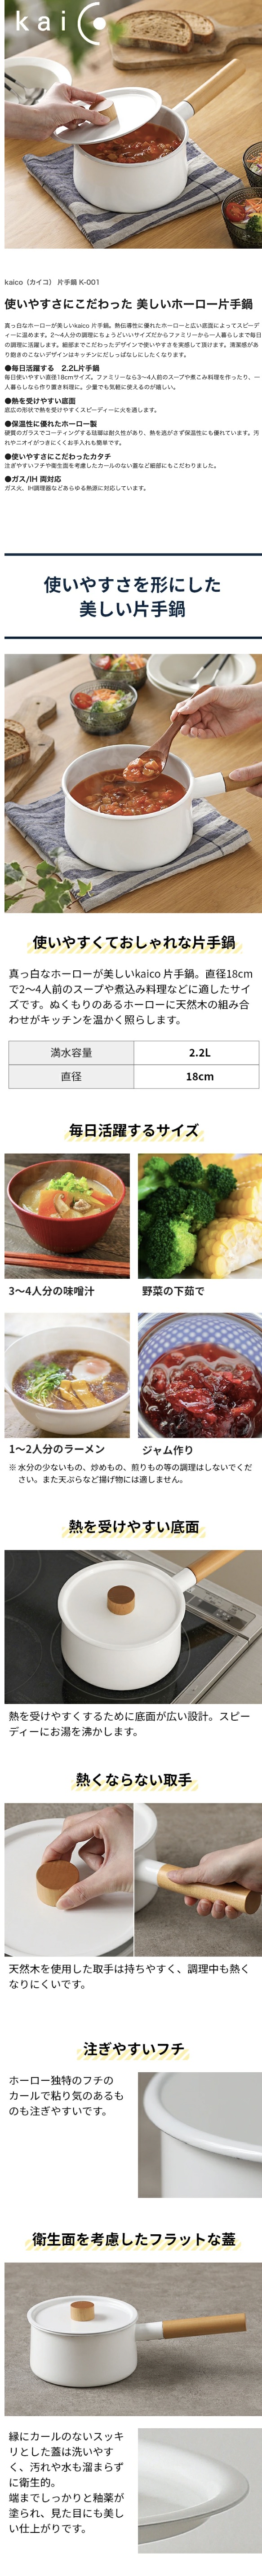 kaico
kaico（カイコ） 片手鍋 K-001
使いやすさにこだわった 美しいホーロー片手鍋
真っ白なホーローが美しいkaico 片手鍋。熱伝導性に優れたホーローと広い底面によってスピーデ
ィーに温めます。2〜4人分の調理にちょうどいいサイズだからファミリーから一人暮らしまで毎日
の調理に活躍します。細部までこだわったデザインで使いやすさを実感して頂けます。清潔感があ
り飽きのこないデザインはキッチンにだしっぱなしにしたくなります。
●毎日活躍する　2.2L片手鍋
毎日使いやすい直径18cmサイズ。ファミリーなら3〜4人前のスープや煮込み料理を作ったり、一
人暮らしなら作り置き料理に。少量でも気軽に使えるのが嬉しい。
●熱を受けやすい底面
底広の形状で熱を受けやすくスピーディーに火を通します。
●保温性に優れたホーロー製
硬質のガラスでコーティングする琺瑯は耐久性があり、熱を逃がさず保温性にも優れています。汚
れやニオイがつきにくくお手入れも簡単です。
●使いやすさにこだわったカタチ
注ぎやすいフチや衛生面を考慮したカールのない蓋など細部にもこだわりました。
●ガス/IH 両対応
ガス火、IH調理器などあらゆる熱源に対応しています。
使いやすさを形にした
美しい片手鍋
使いやすくておしゃれな片手鍋
真っ白なホーローが美しいkaico 片手鍋。直径18cm
で2〜4人前のスープや煮込み料理などに適したサイ
ズです。ぬくもりのあるホーローに天然木の組み合
わせがキッチンを温かく照らします。
満水容量 2.2L
直径 18cm
毎日活躍するサイズ
3〜4人分の味噌汁 野菜の下茹で
1〜2人分のラーメン ジャム作り
※ 水分の少ないもの、炒めもの、煎りもの等の調理はしないでくだ
さい。また天ぷらなど揚げ物には適しません。
熱を受けやすい底面
熱を受けやすくするために底面が広い設計。スピー
ディーにお湯を沸かします。
熱くならない取手
天然木を使用した取手は持ちやすく、調理中も熱く
なりにくいです。
注ぎやすいフチ
ホーロー独特のフチの
カールで粘り気のあるも
のも注ぎやすいです。
衛生面を考慮したフラットな蓋
縁にカールのないスッキ
リとした蓋は洗いやす
く、汚れや水も溜まらず
に衛生的。
端までしっかりと釉薬が
塗られ、見た目にも美し
い仕上がりです。